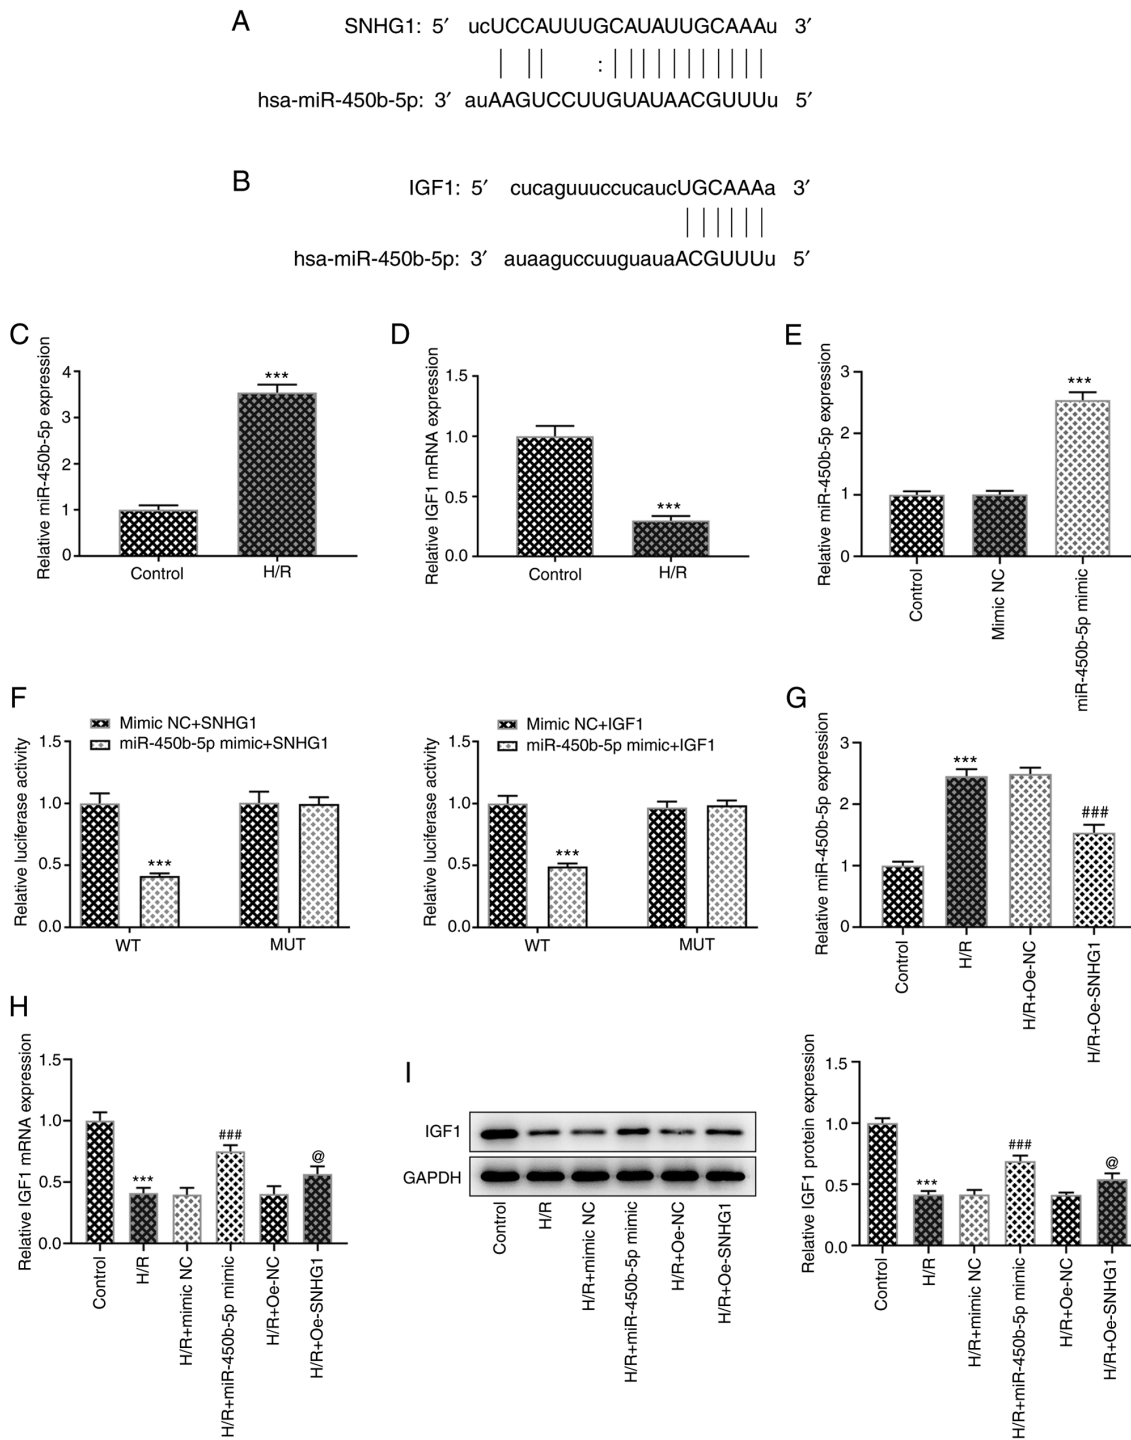 A
SNHG1: 5′ ucUCCAUUUGCAUAUUGCAAAu 3′
| || :|||||||||||
hsa-miR-450b-5p: 3′ auAAGUCCUUGUAUAACGUUUu 5′
B
IGF1: 5′ cucaguuuccucaucUGCAAAa 3′
||||||
hsa-miR-450b-5p: 3′ auaaguccuuguauaACGUUUu 5′
C
Relative miR-450b-5p expression
4
3
2
1
0
***
Control
H/R
D
Relative IGF1 mRNA expression
1.5
1.0
0.5
0.0
***
Control
H/R
E
Relative miR-450b-5p expression
3
2
1
0
***
Control
Mimic NC
miR-450b-5p mimic
F
Mimic NC+SNHG1
miR-450b-5p mimic+SNHG1
Relative luciferase activity
1.5
1.0
0.5
0.0
***
WT
MUT
Mimic NC+IGF1
miR-450b-5p mimic+IGF1
Relative luciferase activity
1.5
1.0
0.5
0.0
***
WT
MUT
G
Relative miR-450b-5p expression
3
2
1
0
***
###
Control
H/R
H/R+Oe-NC
H/R+Oe-SNHG1
H
Relative IGF1 mRNA expression
1.5
1.0
0.5
0.0
***
###
@
Control
H/R
H/R+mimic NC
H/R+miR-450b-5p mimic
H/R+Oe-NC
H/R+Oe-SNHG1
I
IGF1
GAPDH
Control
H/R
H/R+mimic NC
H/R+miR-450b-5p mimic
H/R+Oe-NC
H/R+Oe-SNHG1
Relative IGF1 protein expression
1.5
1.0
0.5
0.0
***
###
@
Control
H/R
H/R+mimic NC
H/R+miR-450b-5p mimic
H/R+Oe-NC
H/R+Oe-SNHG1